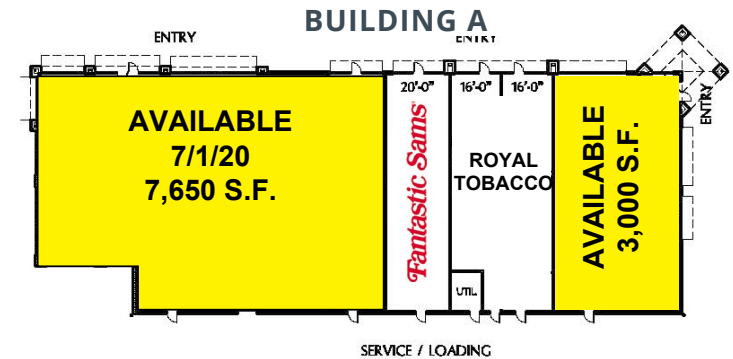 BUILDING A
ENTRY
ENTRY
20'-0"
16'-0"
16'-0"
AVAILABLE
7/1/20
7,650 S.F.
Fantastic Sams
ROYAL
TOBACCO
AVAILABLE
3,000 S.F.
ENTRY
UTIL
SERVICE / LOADING